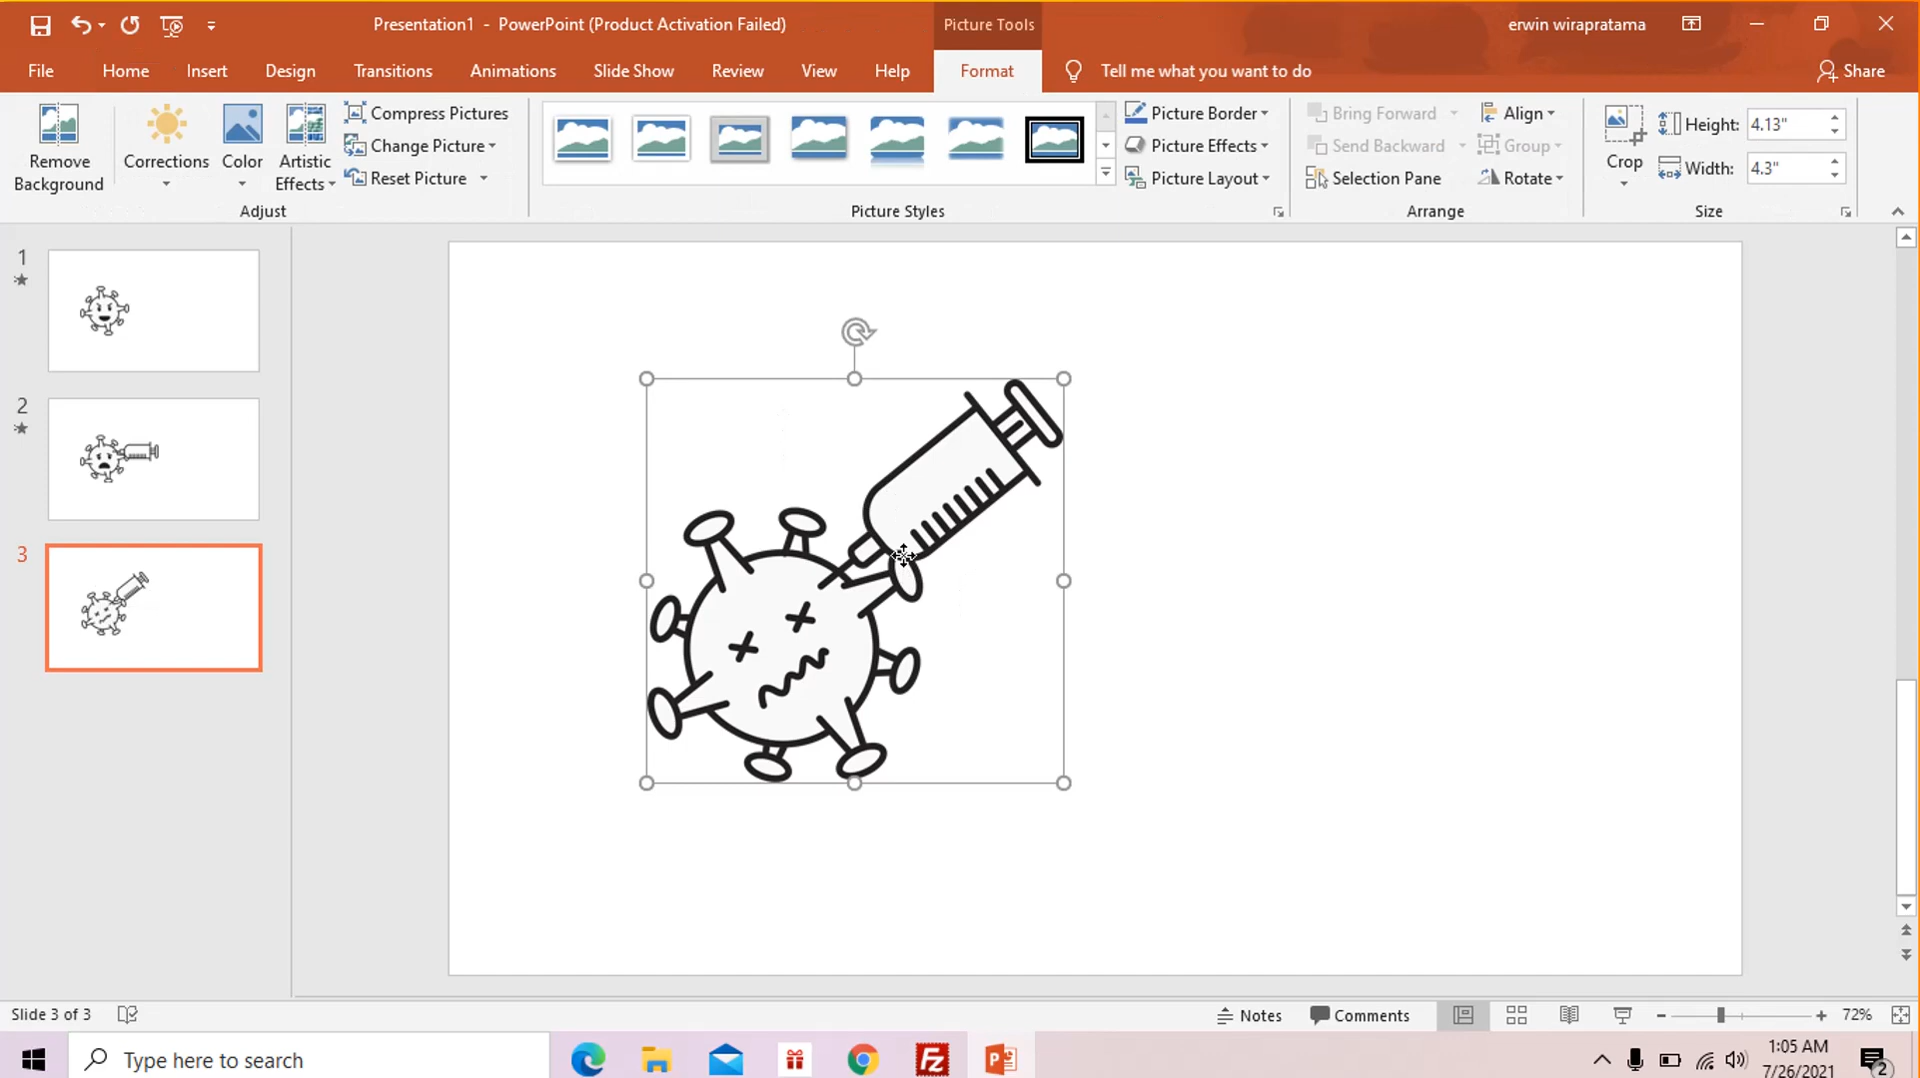 Presentation1 - PowerPoint (Product Activation Failed)
Picture Tools
erwin wirapratama
File
Home
Insert
Design
Transitions
Animations
Slide Show
Review
View
Help
Format
Tell me what you want to do
Share
Remove
Background
Corrections
Color
Artistic
Effects
Compress Pictures
Change Picture
Reset Picture
Adjust
Picture Styles
Picture Border
Picture Effects
Picture Layout
Bring Forward
Send Backward
Selection Pane
Align
Group
Rotate
Arrange
Crop
Height: 4.13"
Width: 4.3"
Size
1
2
3
Slide 3 of 3
Notes
Comments
72%
Type here to search
Fz
P
1:05 AM
7/26/2021
2